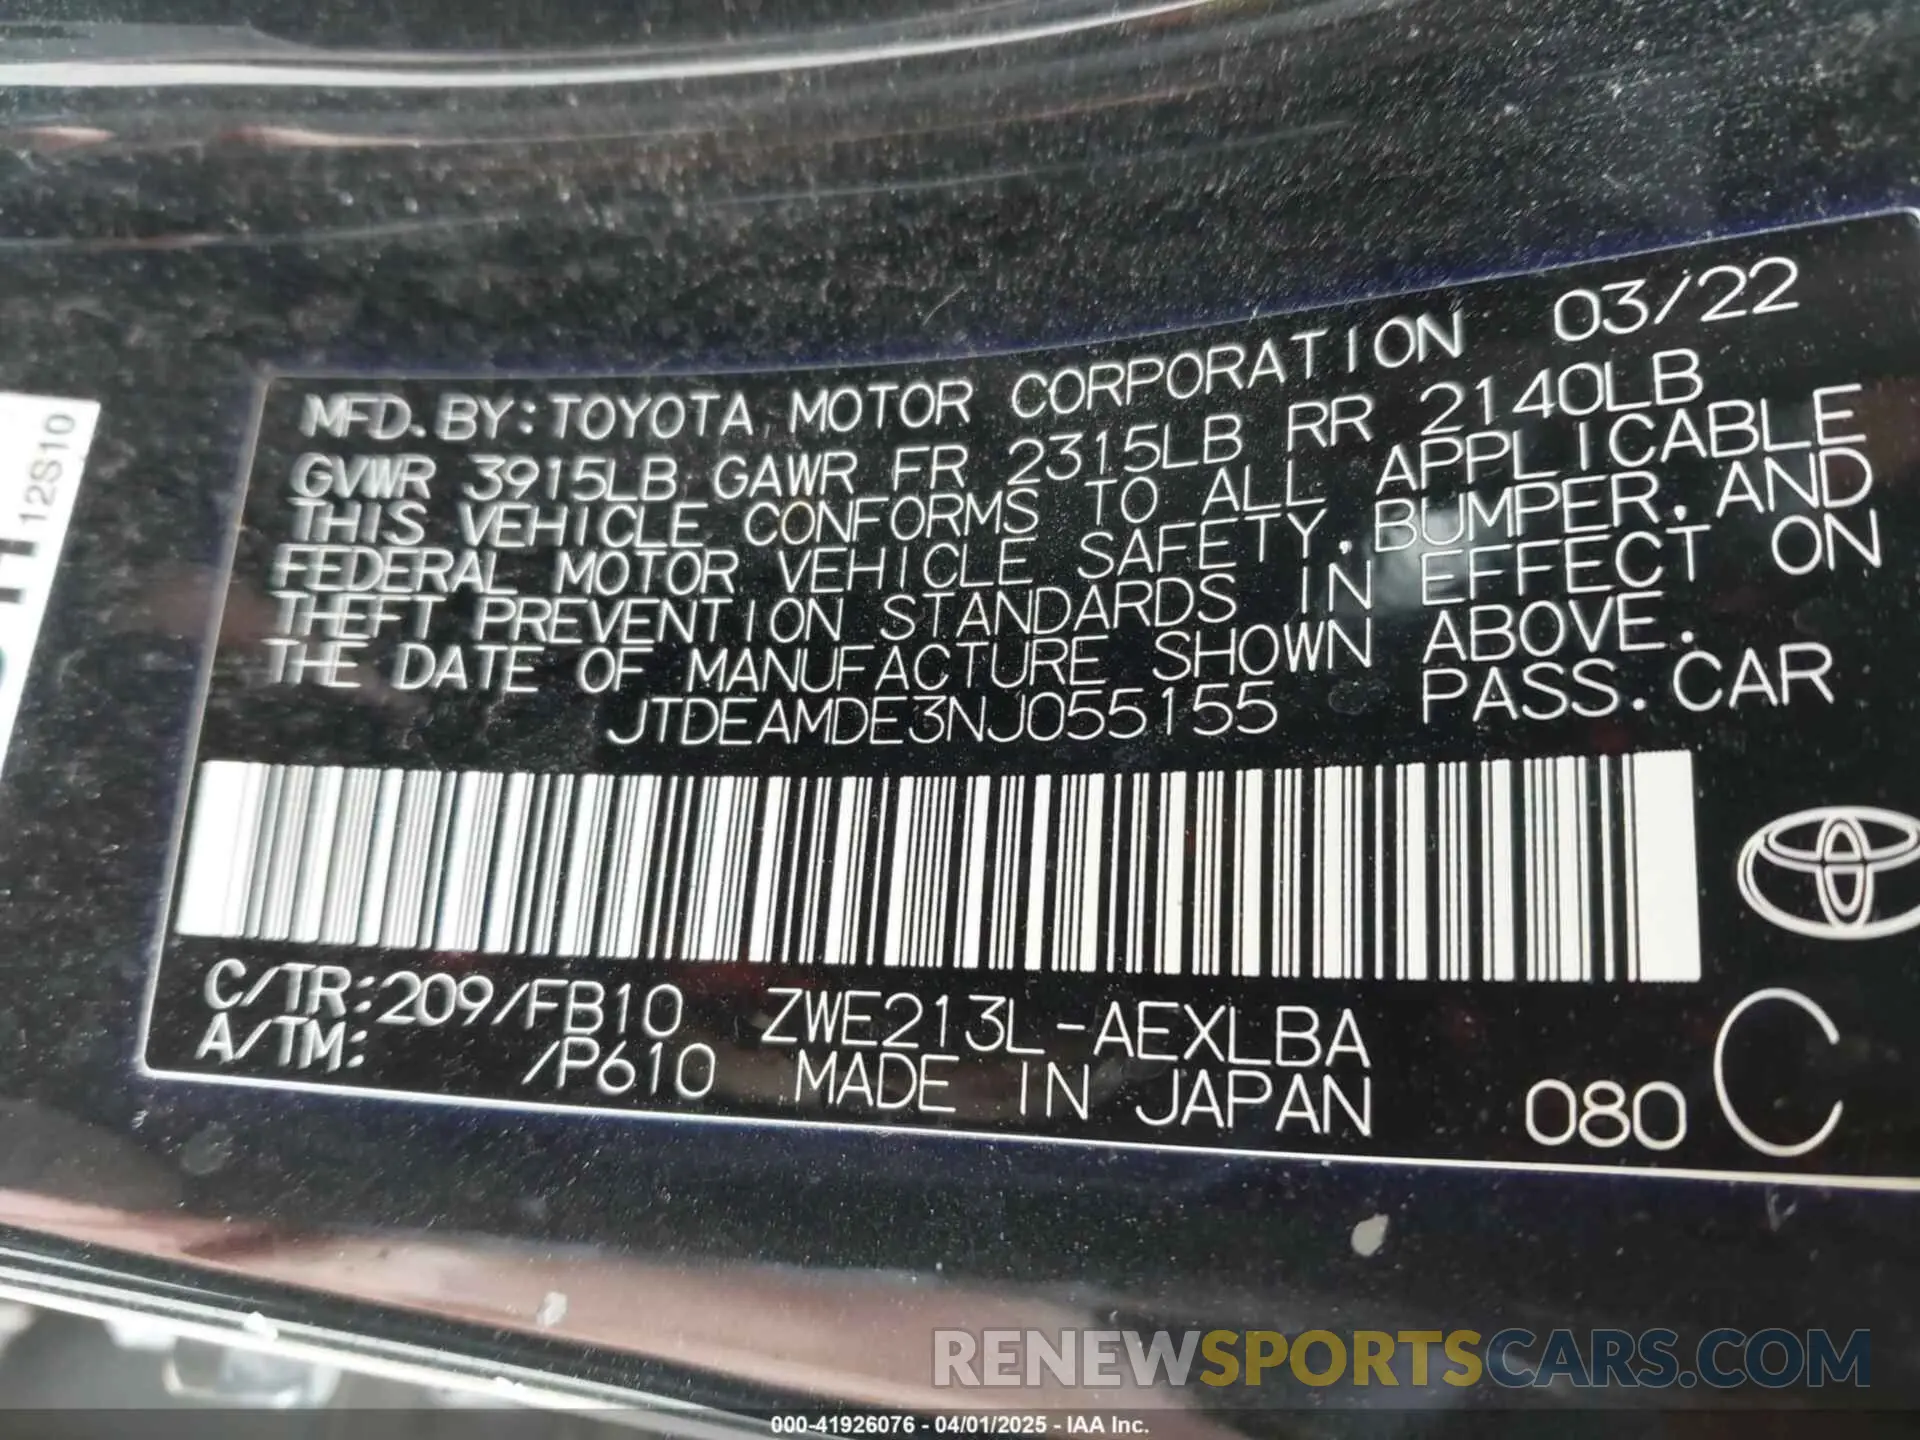 12S10
MFD.BY:TOYOTA MOTOR CORPORATION 03/22
GVWR 3915LB GAWR FR 2315LB RR 2140LB
THIS VEHICLE CONFORMS TO ALL APPLICABLE
FEDERAL MOTOR VEHICLE SAFETY, BUMPER, AND
THEFT PREVENTION STANDARDS IN EFFECT ON
THE DATE OF MANUFACTURE SHOWN ABOVE.
JTDEAMDE3NJ055155 PASS.CAR
C/TR:209/FB10 ZWE213L-AEXLBA
A/TM: /P610 MADE IN JAPAN 080 C
RENEWSPORTSCARS.COM
000-41926076 - 04/01/2025 - IAA Inc.